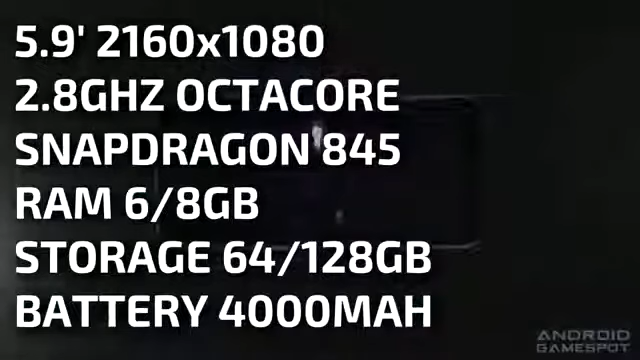 5.9' 2160x1080
2.8GHZ OCTACORE
SNAPDRAGON 845
RAM 6/8GB
STORAGE 64/128GB
BATTERY 4000MAH
ANDROID
GAMESPOT